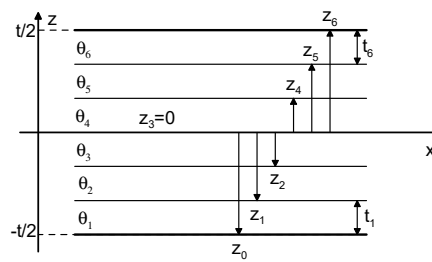 t/2 z z₆
θ₆ z₅ t₆
θ₅ z₄
θ₄ z₃=0
x
θ₃ z₂
θ₂ z₁ t₁
θ₁
-t/2 z₀